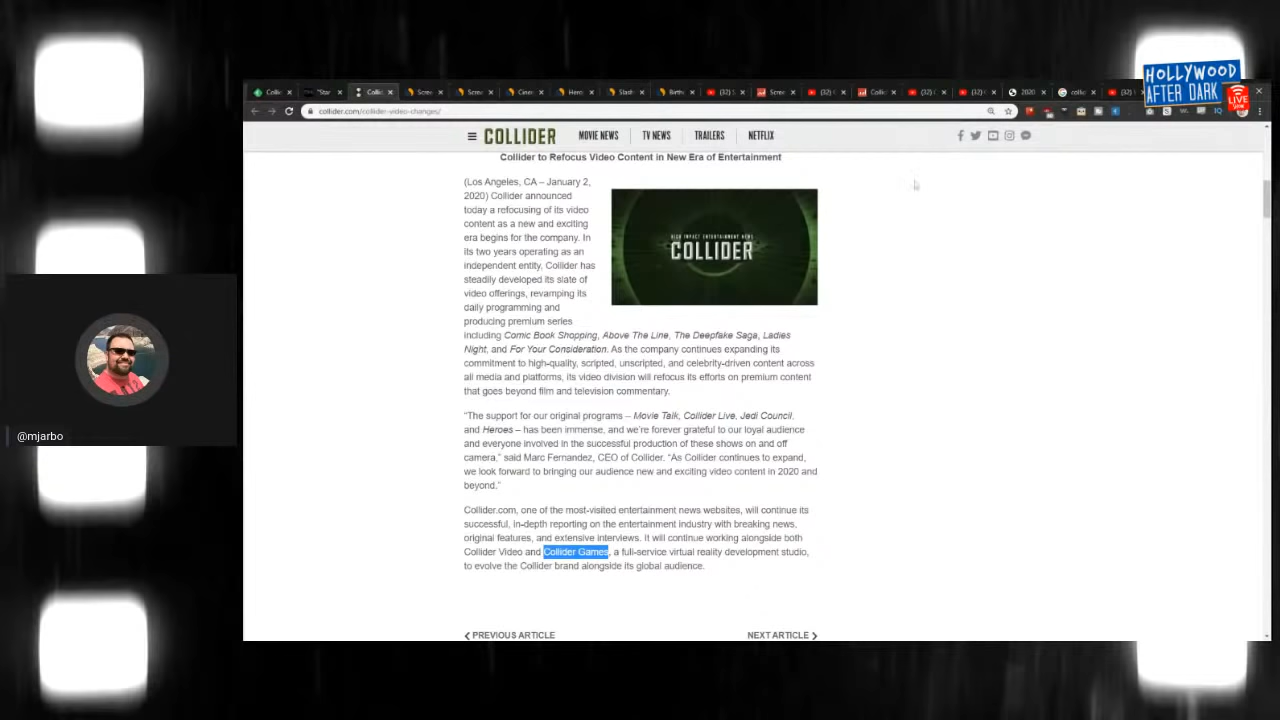 HOLLYWOOD
AFTER DARK
LIVE
collider.com/collider-video-changes/
COLLIDER
MOVIE NEWS
TV NEWS
TRAILERS
NETFLIX
Collider to Refocus Video Content in New Era of Entertainment
(Los Angeles, CA – January 2,
2020) Collider announced
today a refocusing of its video
content as a new and exciting
era begins for the company. In
its two years operating as an
independent entity, Collider has
steadily developed its slate of
video offerings, revamping its
daily programming and
producing premium series
HIGH IMPACT ENTERTAINMENT NEWS
COLLIDER
including Comic Book Shopping, Above The Line, The Deepfake Saga, Ladies
Night, and For Your Consideration. As the company continues expanding its
commitment to high-quality, scripted, unscripted, and celebrity-driven content across
all media and platforms, its video division will refocus its efforts on premium content
that goes beyond film and television commentary.
"The support for our original programs – Movie Talk, Collider Live, Jedi Council,
and Heroes – has been immense, and we're forever grateful to our loyal audience
and everyone involved in the successful production of these shows on and off
camera," said Marc Fernandez, CEO of Collider. "As Collider continues to expand,
we look forward to bringing our audience new and exciting video content in 2020 and
beyond."
Collider.com, one of the most-visited entertainment news websites, will continue its
successful, in-depth reporting on the entertainment industry with breaking news,
original features, and extensive interviews. It will continue working alongside both
Collider Video and Collider Games, a full-service virtual reality development studio,
to evolve the Collider brand alongside its global audience.
PREVIOUS ARTICLE
NEXT ARTICLE
@mjarbo